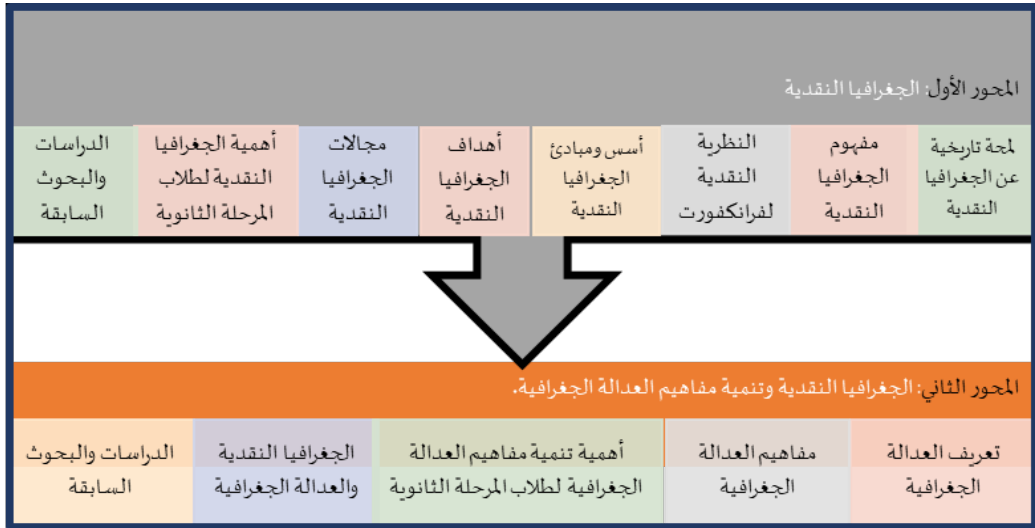 المحور الأول: الجغرافيا النقدية
لمحة تاريخية
عن الجغرافيا
النقدية
مفهوم
الجغرافيا
النقدية
النظرية
النقدية
لفرانكفورت
أسس ومبادئ
الجغرافيا
النقدية
أهداف
الجغرافيا
النقدية
مجالات
الجغرافيا
النقدية
أهمية الجغرافيا
النقدية لطلاب
المرحلة الثانوية
الدراسات
والبحوث
السابقة
المحور الثاني: الجغرافيا النقدية وتنمية مفاهيم العدالة الجغرافية.
تعريف العدالة
الجغرافية
مفاهيم العدالة
الجغرافية
أهمية تنمية مفاهيم العدالة
الجغرافية لطلاب المرحلة الثانوية
الجغرافيا النقدية
والعدالة الجغرافية
الدراسات والبحوث
السابقة